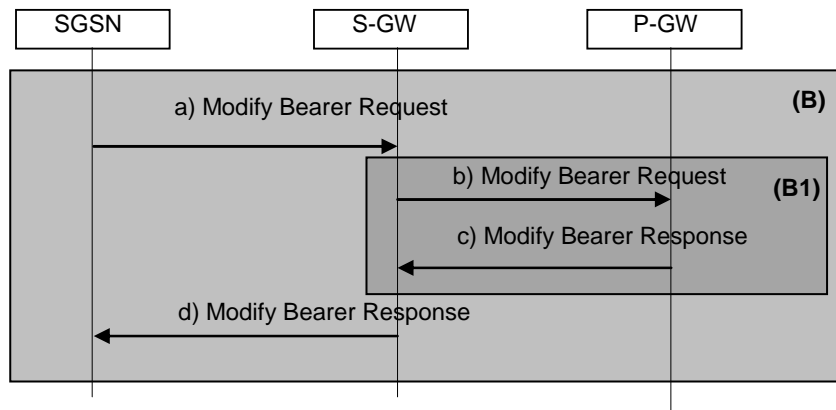 SGSN
S-GW
P-GW
(B)
a) Modify Bearer Request
b) Modify Bearer Request
(B1)
c) Modify Bearer Response
d) Modify Bearer Response